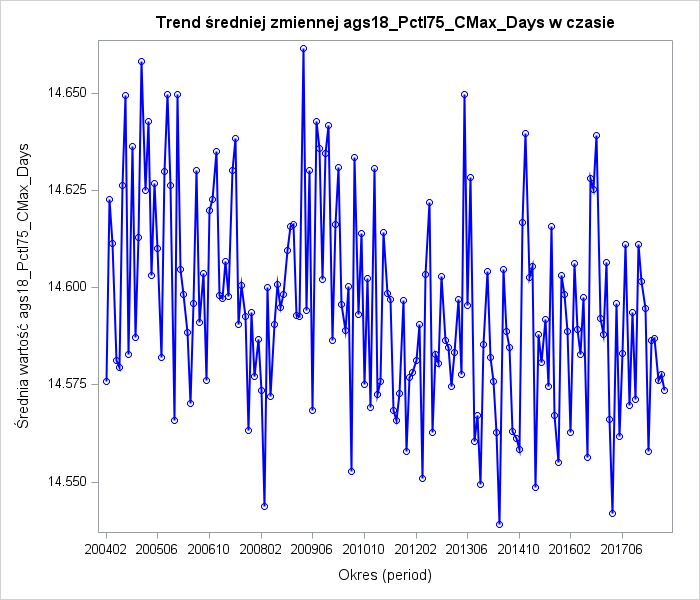 Trend średniej zmiennej ags18_Pctl75_CMax_Days w czasie
Średnia wartość ags18_Pctl75_CMax_Days
14.650
14.625
14.600
14.575
14.550
200402 200506 200610 200802 200906 201010 201202 201306 201410 201602 201706
Okres (period)